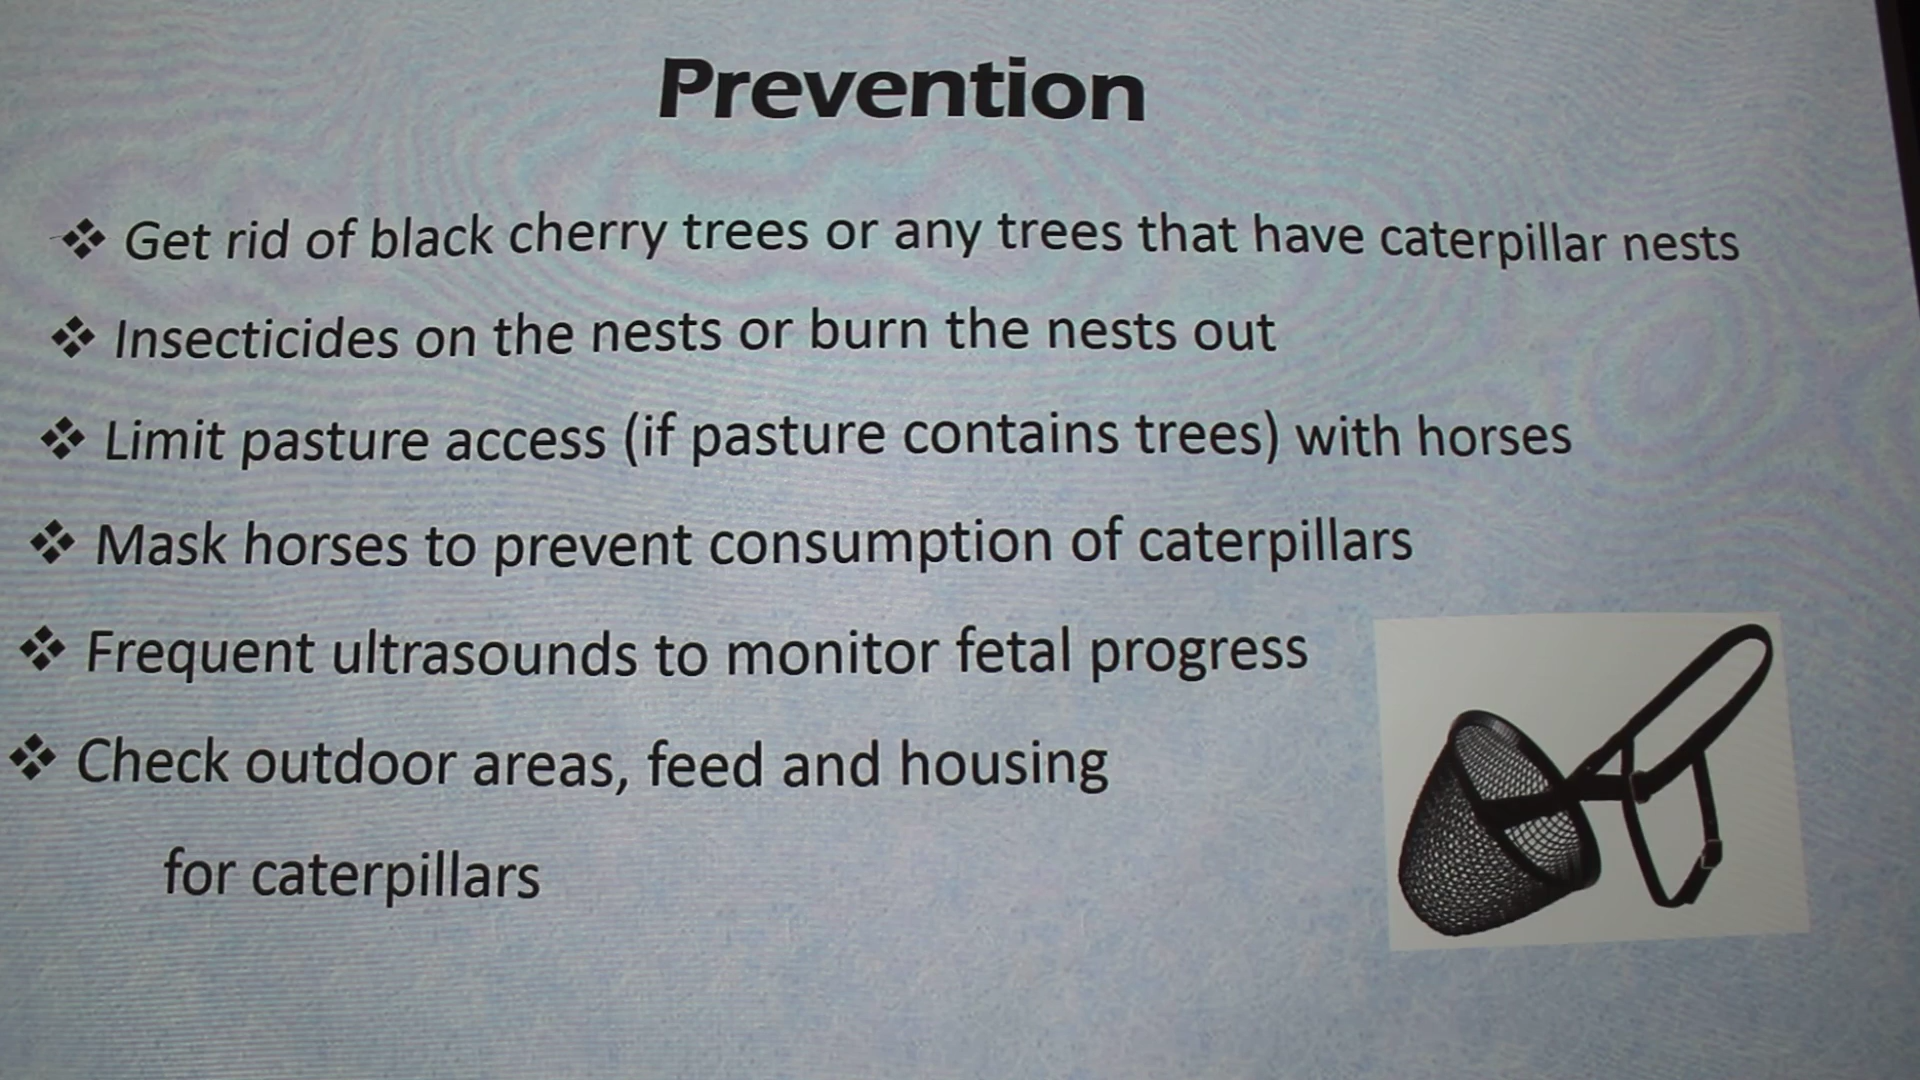 Prevention
❖ Get rid of black cherry trees or any trees that have caterpillar nests
❖ Insecticides on the nests or burn the nests out
❖ Limit pasture access (if pasture contains trees) with horses
❖ Mask horses to prevent consumption of caterpillars
❖ Frequent ultrasounds to monitor fetal progress
❖ Check outdoor areas, feed and housing
for caterpillars